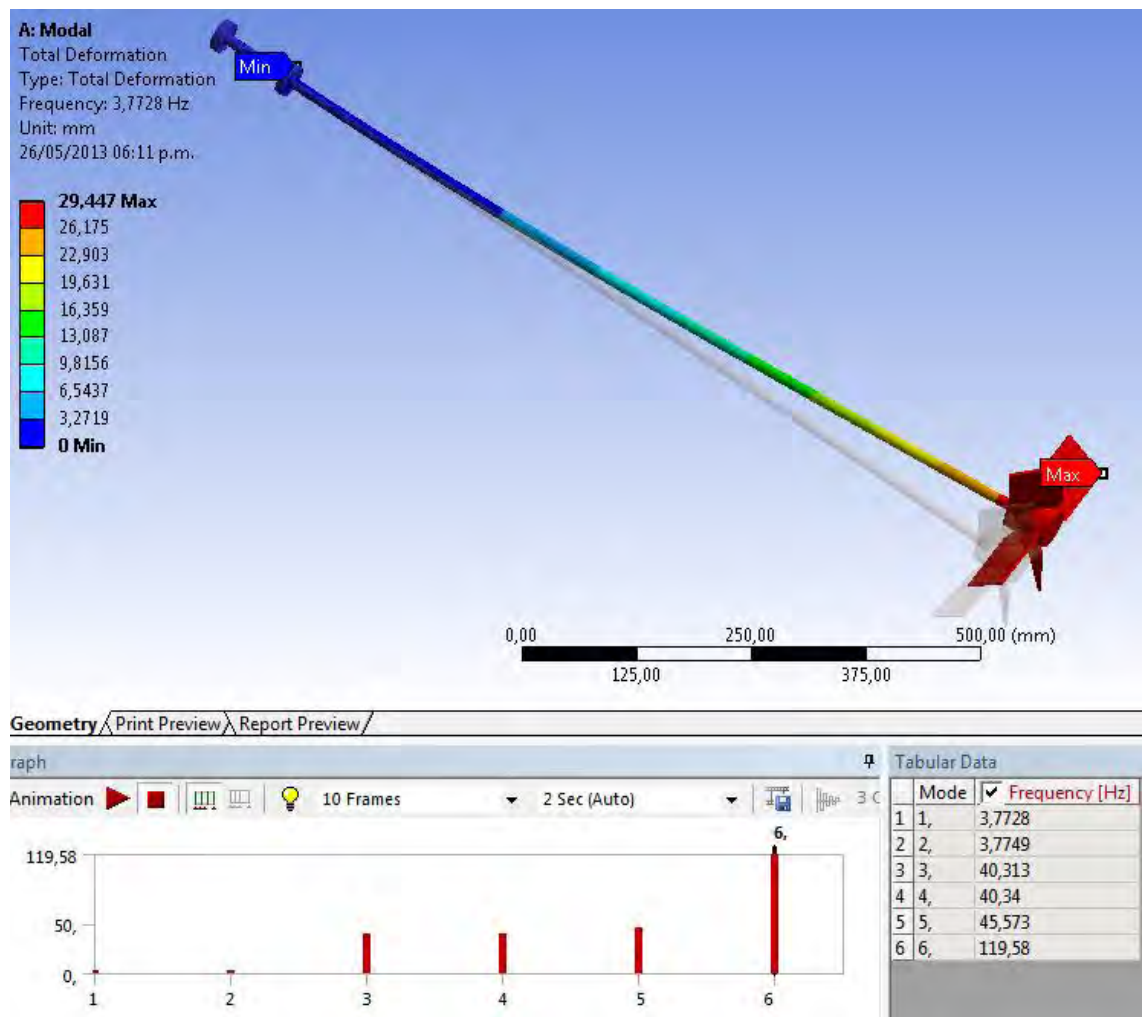 A: Modal
Total Deformation
Type: Total Deformation
Frequency: 3,7728 Hz
Unit: mm
26/05/2013 06:11 p.m.
29,447 Max
26,175
22,903
19,631
16,359
13,087
9,8156
6,5437
3,2719
0 Min
Min
Max
0,00 250,00 500,00 (mm)
125,00 375,00
Geometry Print Preview Report Preview
raph
Animation 10 Frames 2 Sec (Auto) 3 C
6,
119,58
50,
0,
1 2 3 4 5 6
Tabular Data
Mode Frequency [Hz]
1 1, 3,7728
2 2, 3,7749
3 3, 40,313
4 4, 40,34
5 5, 45,573
6 6, 119,58